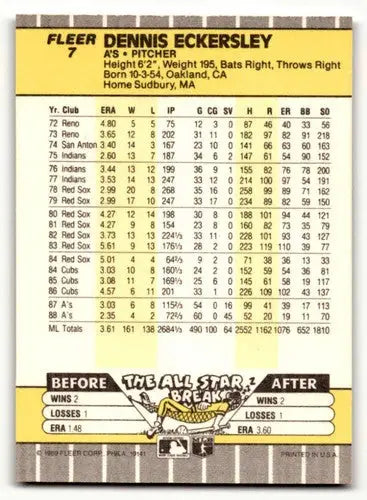 FLEER DENNIS ECKERSLEY
7 A'S • PITCHER
Height 6'2", Weight 195, Bats Right, Throws Right
Born 10-3-54, Oakland, CA
Home Sudbury, MA
Yr. Club ERA W L IP G CG SV H R ER BB SO
72 Reno 4.80 5 5 75 12 3 0 87 46 40 33 56
73 Reno 3.65 12 8 202 31 11 0 182 97 82 91 218
74 San Anton 3.40 14 3 167 23 10 0 141 66 63 60 163
75 Indians 2.60 13 7 187 34 6 2 147 61 54 90 152
76 Indians 3.44 13 12 199 36 9 1 155 82 76 78 200
77 Indians 3.53 14 13 247 33 12 0 214 100 97 54 191
78 Red Sox 2.99 20 8 268 35 16 0 258 99 89 71 162
79 Red Sox 2.99 17 10 247 33 17 0 234 89 82 59 150
80 Red Sox 4.27 12 14 198 30 8 0 188 101 94 44 121
81 Red Sox 4.27 9 8 154 23 8 0 160 82 73 35 79
82 Red Sox 3.73 13 13 224⅓ 33 11 0 228 101 93 43 127
83 Red Sox 5.61 9 13 176⅓ 28 2 0 223 119 110 39 77
84 Red Sox 5.01 4 4 64⅔ 9 2 0 71 38 36 13 33
84 Cubs 3.03 10 8 160⅓ 24 2 0 152 59 54 36 81
85 Cubs 3.08 11 7 169⅓ 25 6 0 145 61 58 19 117
86 Cubs 4.57 6 11 201 33 1 0 226 109 102 43 137
87 A's 3.03 6 8 115⅔ 54 0 16 99 41 39 17 113
88 A's 2.35 4 2 72⅔ 60 0 45 52 20 19 11 70
ML Totals 3.61 161 138 2684⅓ 490 100 64 2552 1162 1076 652 1810
BEFORE THE ALL STAR BREAK AFTER
WINS 2 WINS 2
LOSSES 1 LOSSES 1
ERA 1.48 ERA 3.60
© 1989 FLEER CORP. PHILA. 19141 PRINTED IN U.S.A.